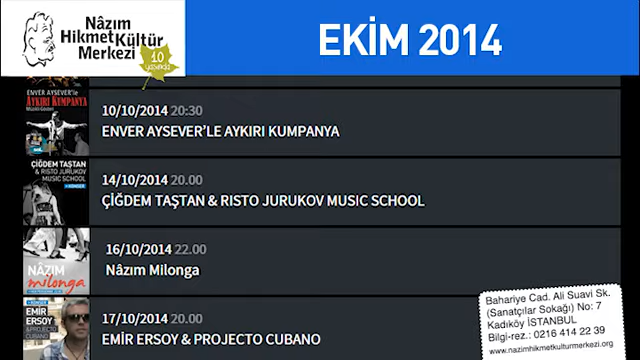 Nâzım
Hikmet Kültür
Merkezi
10
yaşında
EKİM 2014
ENVER AYSEVER'le
AYKIRI KUMPANYA
10/10/2014 20:30
ENVER AYSEVER'LE AYKIRI KUMPANYA
ÇİĞDEM TAŞTAN
& RISTO JURUKOV
MUSIC SCHOOL
14/10/2014 20.00
ÇİĞDEM TAŞTAN & RISTO JURUKOV MUSIC SCHOOL
NÂZIM
milonga
16/10/2014 22.00
Nâzım Milonga
EMİR
ERSOY
& PROJECTO
CUBANO
17/10/2014 20.00
EMİR ERSOY & PROJECTO CUBANO
Bahariye Cad. Ali Suavi Sk.
(Sanatçılar Sokağı) No: 7
Kadıköy İSTANBUL
Bilgi-rez.: 0216 414 22 39
www.nazimhikmetkulturmerkezi.org